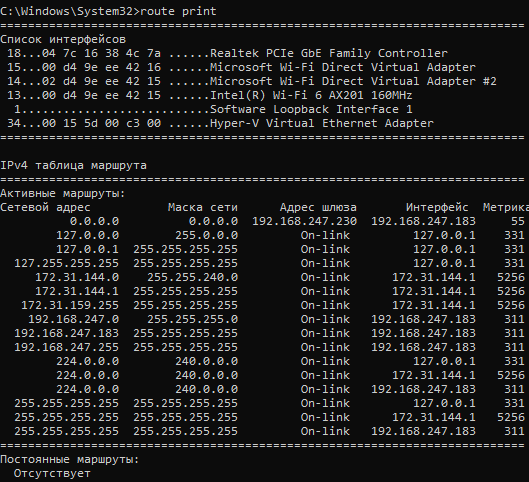 C:\Windows\System32>route print
===========================================================================
Список интерфейсов
 18...04 7c 16 38 4c 7a ......Realtek PCIe GbE Family Controller
 15...00 d4 9e ee 42 16 ......Microsoft Wi-Fi Direct Virtual Adapter
 14...02 d4 9e ee 42 15 ......Microsoft Wi-Fi Direct Virtual Adapter #2
 13...00 d4 9e ee 42 15 ......Intel(R) Wi-Fi 6 AX201 160MHz
  1...........................Software Loopback Interface 1
 34...00 15 5d 00 c3 00 ......Hyper-V Virtual Ethernet Adapter
===========================================================================
IPv4 таблица маршрута
===========================================================================
Активные маршруты:
Сетевой адрес           Маска сети      Адрес шлюза       Интерфейс  Метрика
          0.0.0.0          0.0.0.0  192.168.247.230  192.168.247.183     55
        127.0.0.0        255.0.0.0         On-link         127.0.0.1    331
        127.0.0.1  255.255.255.255         On-link         127.0.0.1    331
  127.255.255.255  255.255.255.255         On-link         127.0.0.1    331
     172.31.144.0    255.255.240.0         On-link      172.31.144.1   5256
     172.31.144.1  255.255.255.255         On-link      172.31.144.1   5256
   172.31.159.255  255.255.255.255         On-link      172.31.144.1   5256
    192.168.247.0    255.255.255.0         On-link   192.168.247.183    311
  192.168.247.183  255.255.255.255         On-link   192.168.247.183    311
  192.168.247.255  255.255.255.255         On-link   192.168.247.183    311
        224.0.0.0        240.0.0.0         On-link         127.0.0.1    331
        224.0.0.0        240.0.0.0         On-link      172.31.144.1   5256
        224.0.0.0        240.0.0.0         On-link   192.168.247.183    311
  255.255.255.255  255.255.255.255         On-link         127.0.0.1    331
  255.255.255.255  255.255.255.255         On-link      172.31.144.1   5256
  255.255.255.255  255.255.255.255         On-link   192.168.247.183    311
===========================================================================
Постоянные маршруты:
  Отсутствует